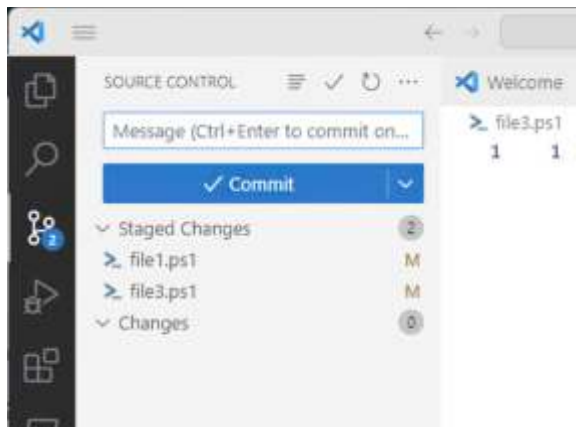 SOURCE CONTROL
Message (Ctrl+Enter to commit on...
Commit
Staged Changes 2
file1.ps1 M
file3.ps1 M
Changes 0
2
Welcome
file3.ps1
1 1